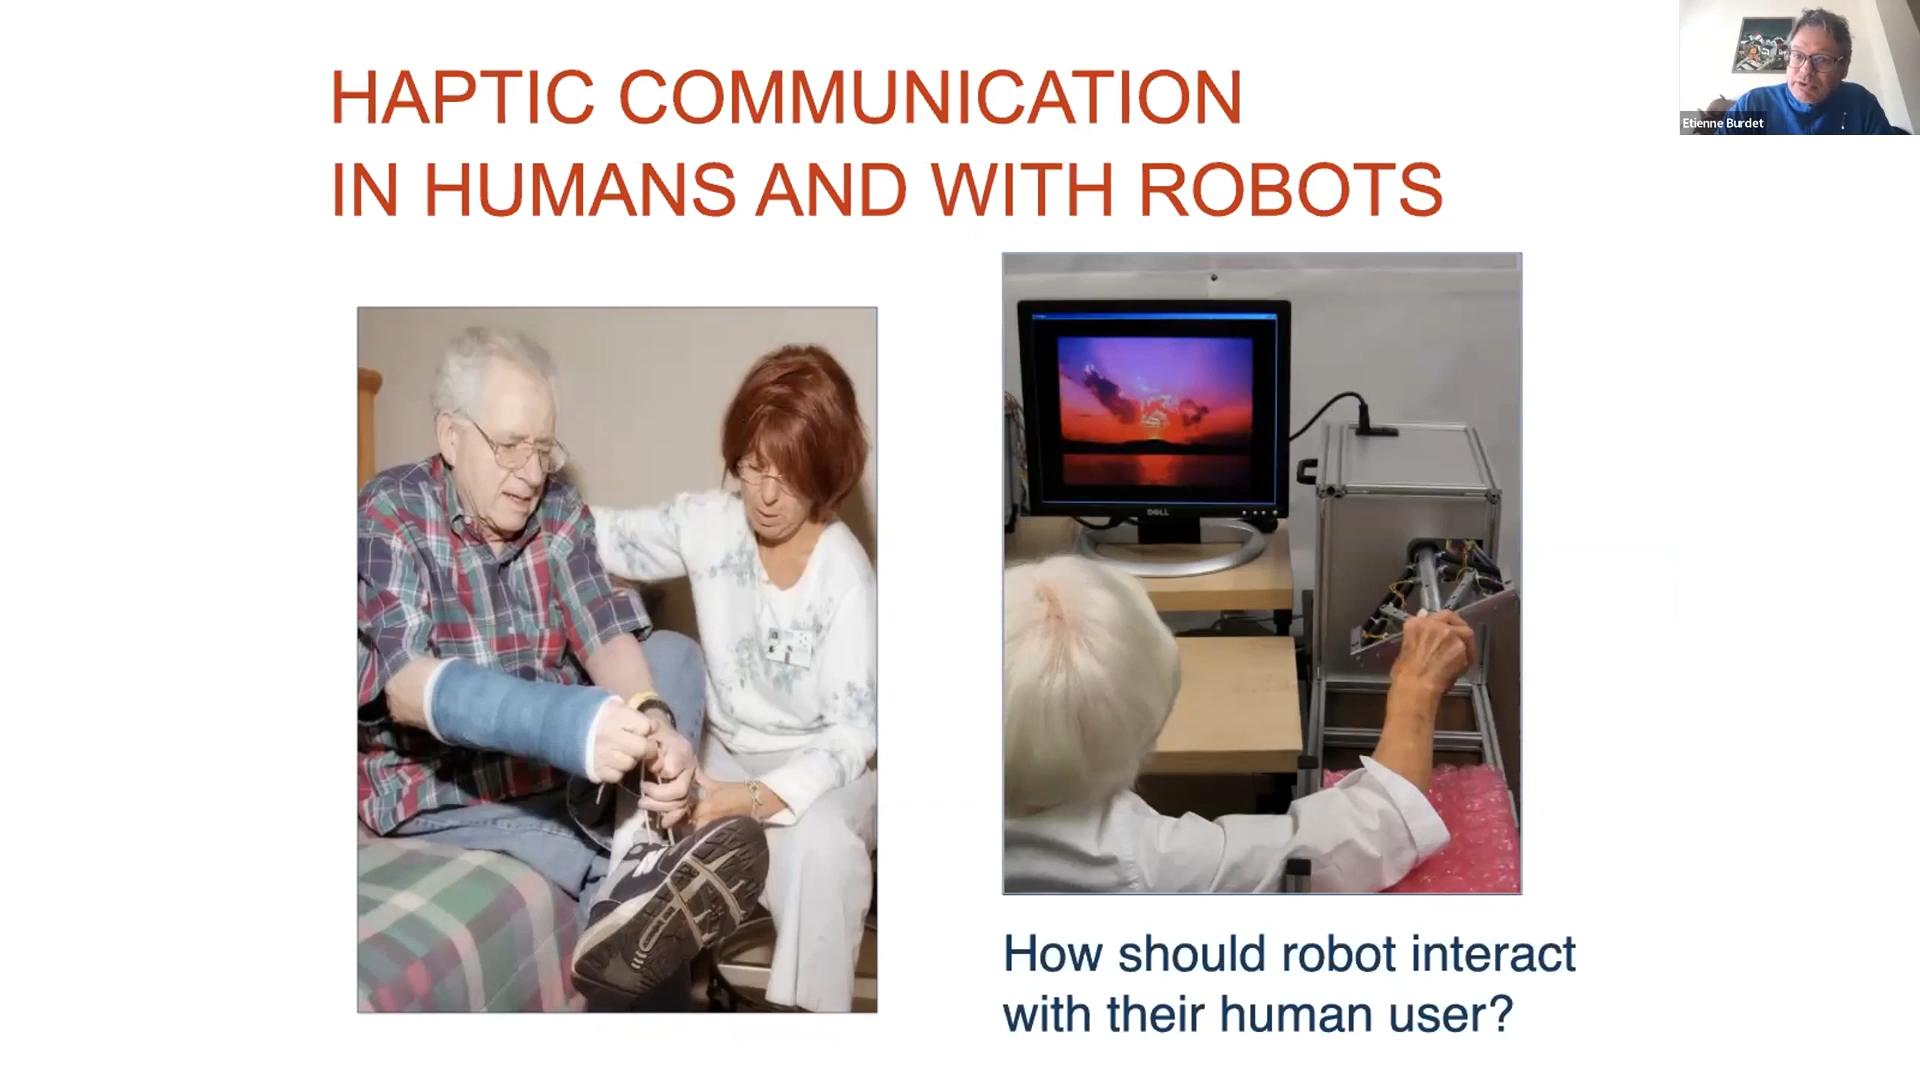 HAPTIC COMMUNICATION
IN HUMANS AND WITH ROBOTS
Etienne Burdet
DELL
How should robot interact
with their human user?